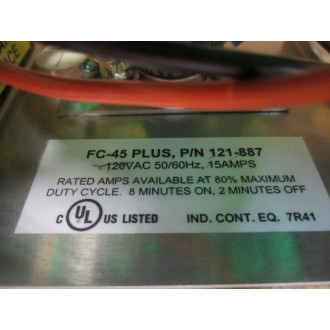 FC-45 PLUS, P/N 121-887
120VAC 50/60Hz, 15AMPS
RATED AMPS AVAILABLE AT 80% MAXIMUM
DUTY CYCLE. 8 MINUTES ON, 2 MINUTES OFF
C UL US LISTED IND. CONT. EQ. 7R41